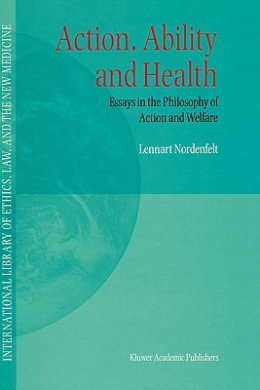 Action, Ability
and Health
Essays in the Philosophy of
Action and Welfare
Lennart Nordenfelt
Kluwer Academic Publishers
INTERNATIONAL LIBRARY OF ETHICS, LAW, AND THE NEW MEDICINE